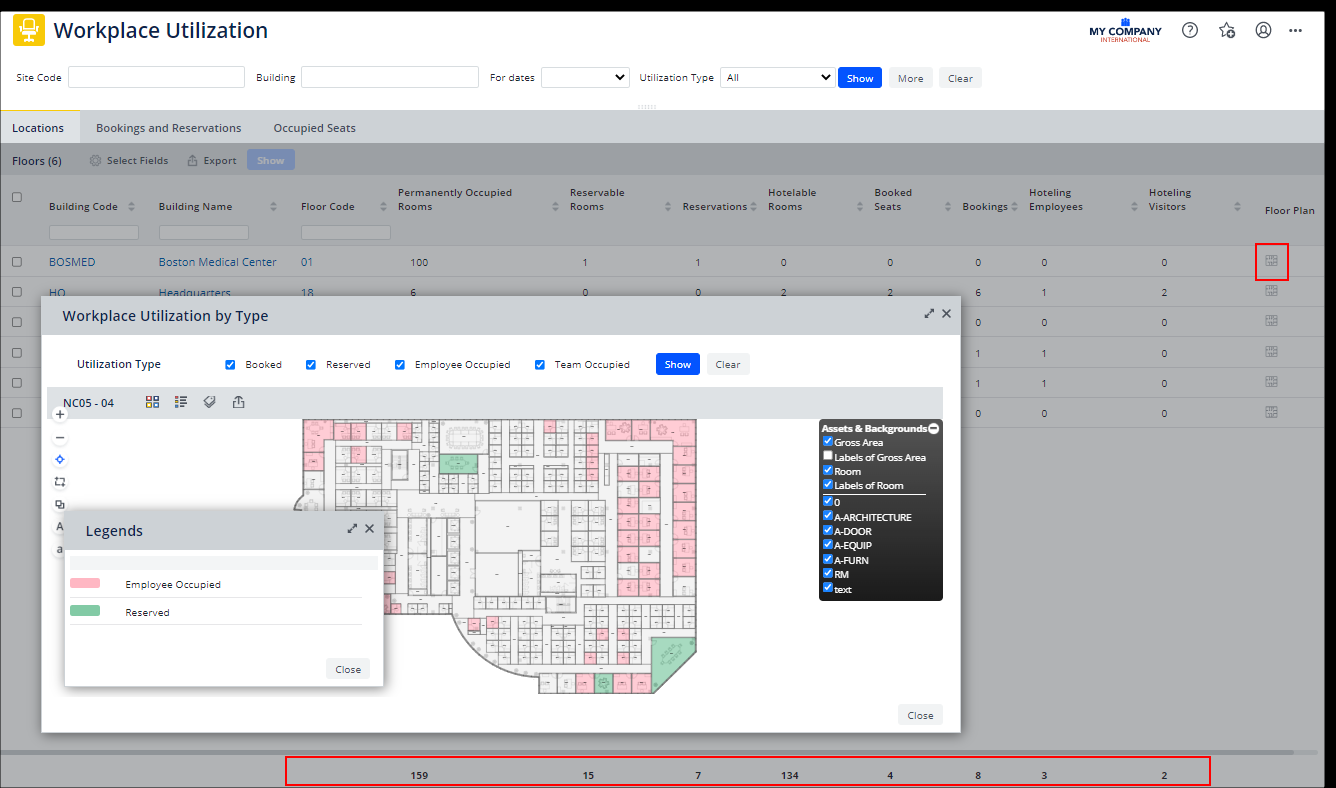 Workplace Utilization
MY COMPANY
INTERNATIONAL
Site Code Building For dates Utilization Type All Show More Clear
Locations Bookings and Reservations Occupied Seats
Floors (6) Select Fields Export Show
Building Code Building Name Floor Code Permanently Occupied Rooms Reservable Rooms Reservations Hotelable Rooms Booked Seats Bookings Hoteling Employees Hoteling Visitors Floor Plan
BOSMED Boston Medical Center 01 100 1 1 0 0 0 0 0
HQ Headquarters 18 6 0 0 2 2 6 1 2
0 0 0
1 1 0
1 1 0
0 0 0
Workplace Utilization by Type
Utilization Type Booked Reserved Employee Occupied Team Occupied Show Clear
NC05 - 04
Assets & Backgrounds
Gross Area
Labels of Gross Area
Room
Labels of Room
0
A-ARCHITECTURE
A-DOOR
A-EQUIP
A-FURN
RM
text
A
a
Legends
Employee Occupied
Reserved
Close
Close
159 15 7 134 4 8 3 2